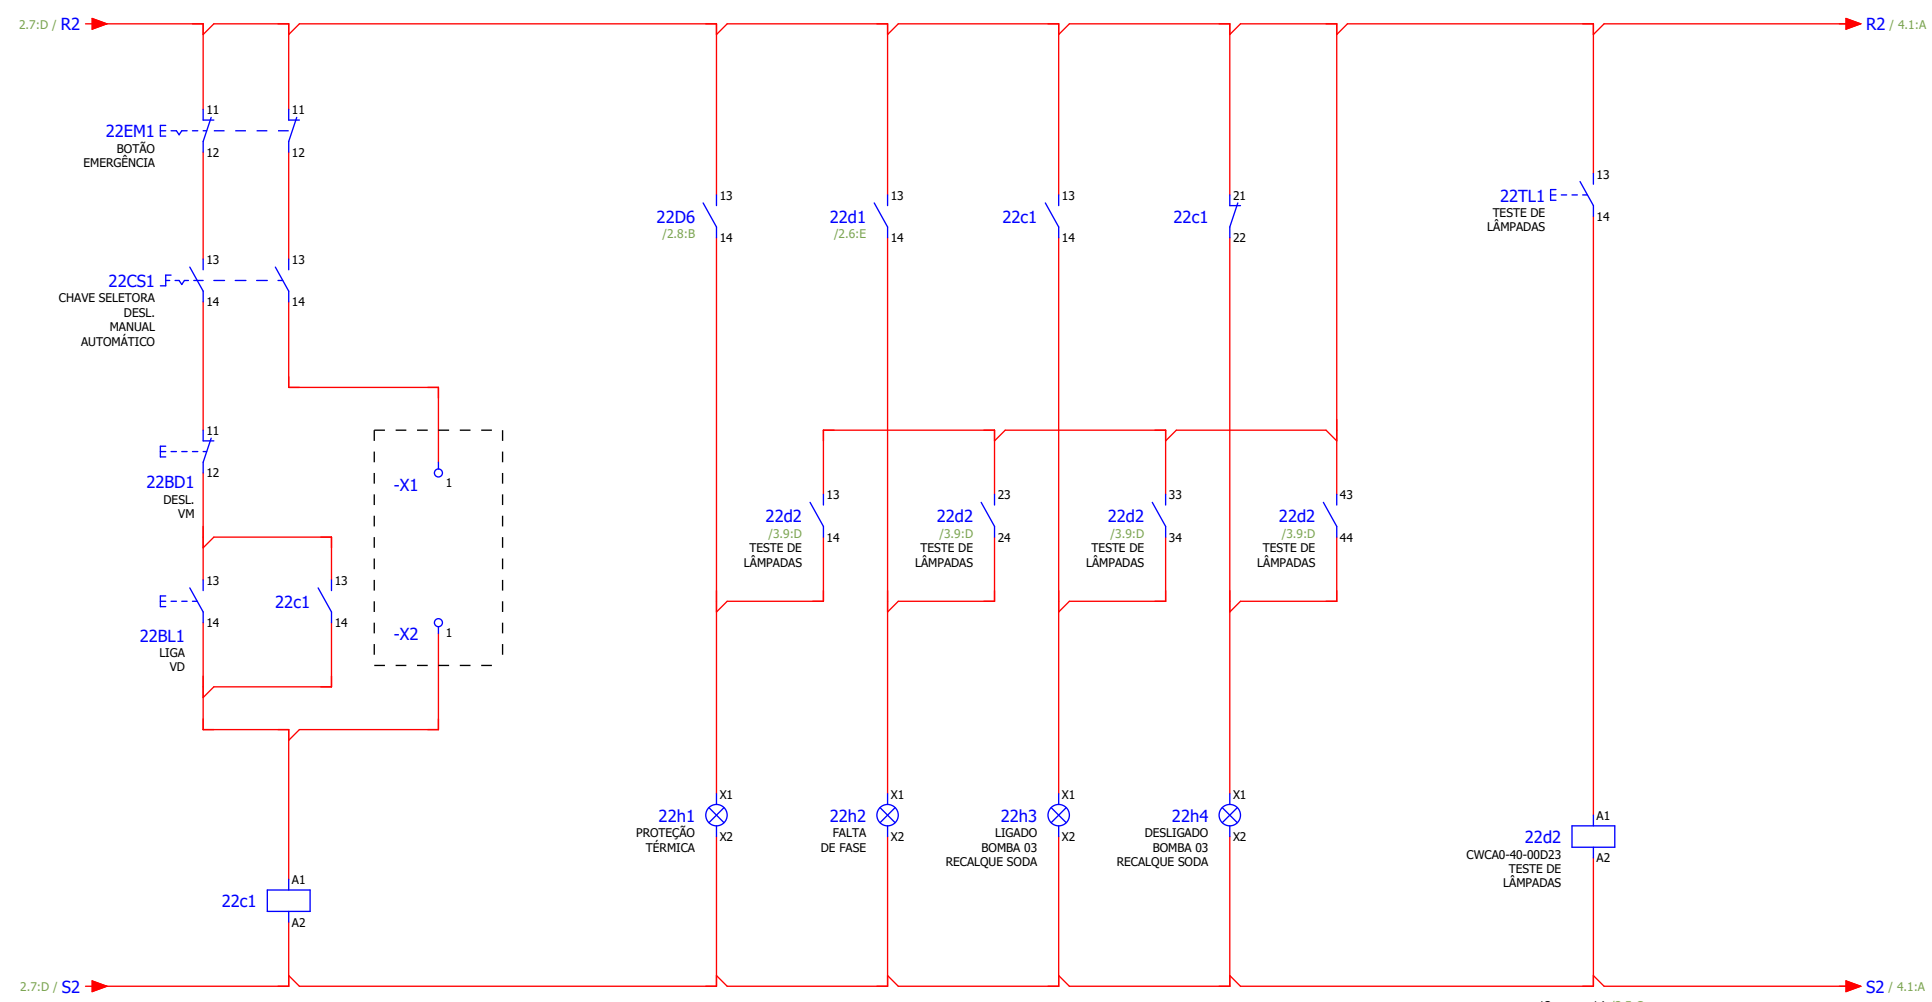 2.7:D / R2
R2 / 4.1:A
11
11
22EM1
BOTÃO
EMERGÊNCIA
12
12
13
22TL1
TESTE DE
LÂMPADAS
14
13
22D6
/2.8:B
14
13
22d1
/2.6:E
14
13
22c1
14
21
22c1
22
13
13
22CS1
CHAVE SELETORA
DESL.
MANUAL
AUTOMÁTICO
14
14
11
12
22BD1
DESL.
VM
-X1
1
13
22d2
/3.9:D
TESTE DE
LÂMPADAS
14
23
22d2
/3.9:D
TESTE DE
LÂMPADAS
24
33
22d2
/3.9:D
TESTE DE
LÂMPADAS
34
43
22d2
/3.9:D
TESTE DE
LÂMPADAS
44
13
14
22BL1
LIGA
VD
13
22c1
14
-X2
1
X1
22h1
PROTEÇÃO
TÉRMICA
X2
X1
22h2
FALTA
DE FASE
X2
X1
22h3
LIGADO
BOMBA 03
RECALQUE SODA
X2
X1
22h4
DESLIGADO
BOMBA 03
RECALQUE SODA
X2
A1
22d2
CWCA0-40-00D23
TESTE DE
LÂMPADAS
A2
A1
22c1
A2
2.7:D / S2
S2 / 4.1:A